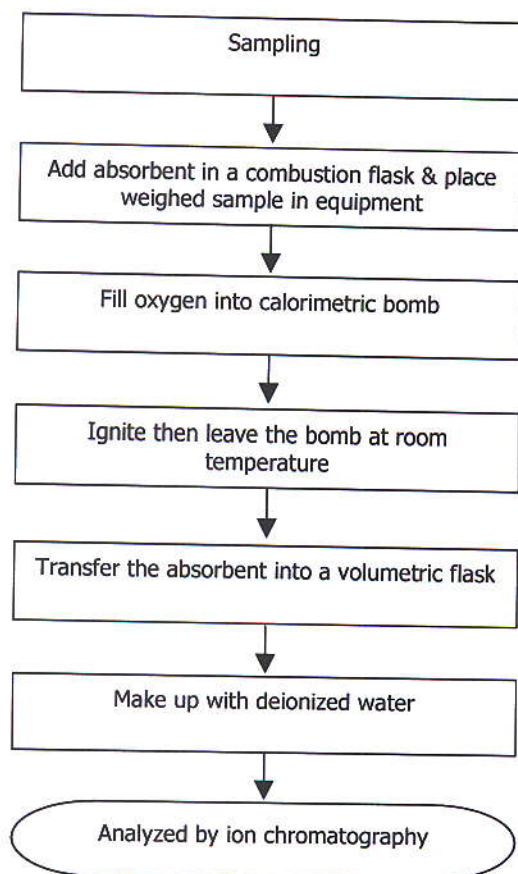 Sampling
Add absorbent in a combustion flask & place
weighed sample in equipment
Fill oxygen into calorimetric bomb
Ignite then leave the bomb at room
temperature
Transfer the absorbent into a volumetric flask
Make up with deionized water
Analyzed by ion chromatography